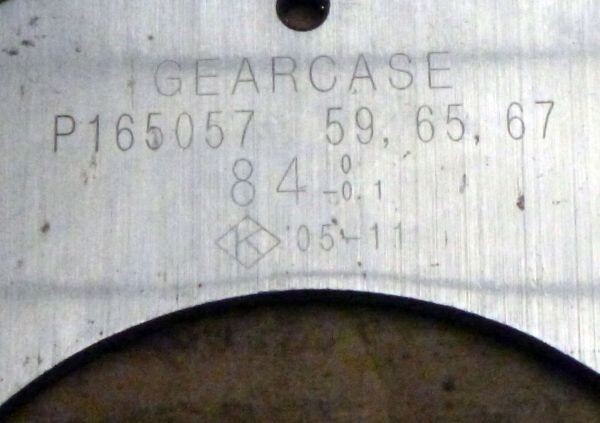 GEARCASE
P165057 59, 65, 67
84 0 -0.1
K '05-11